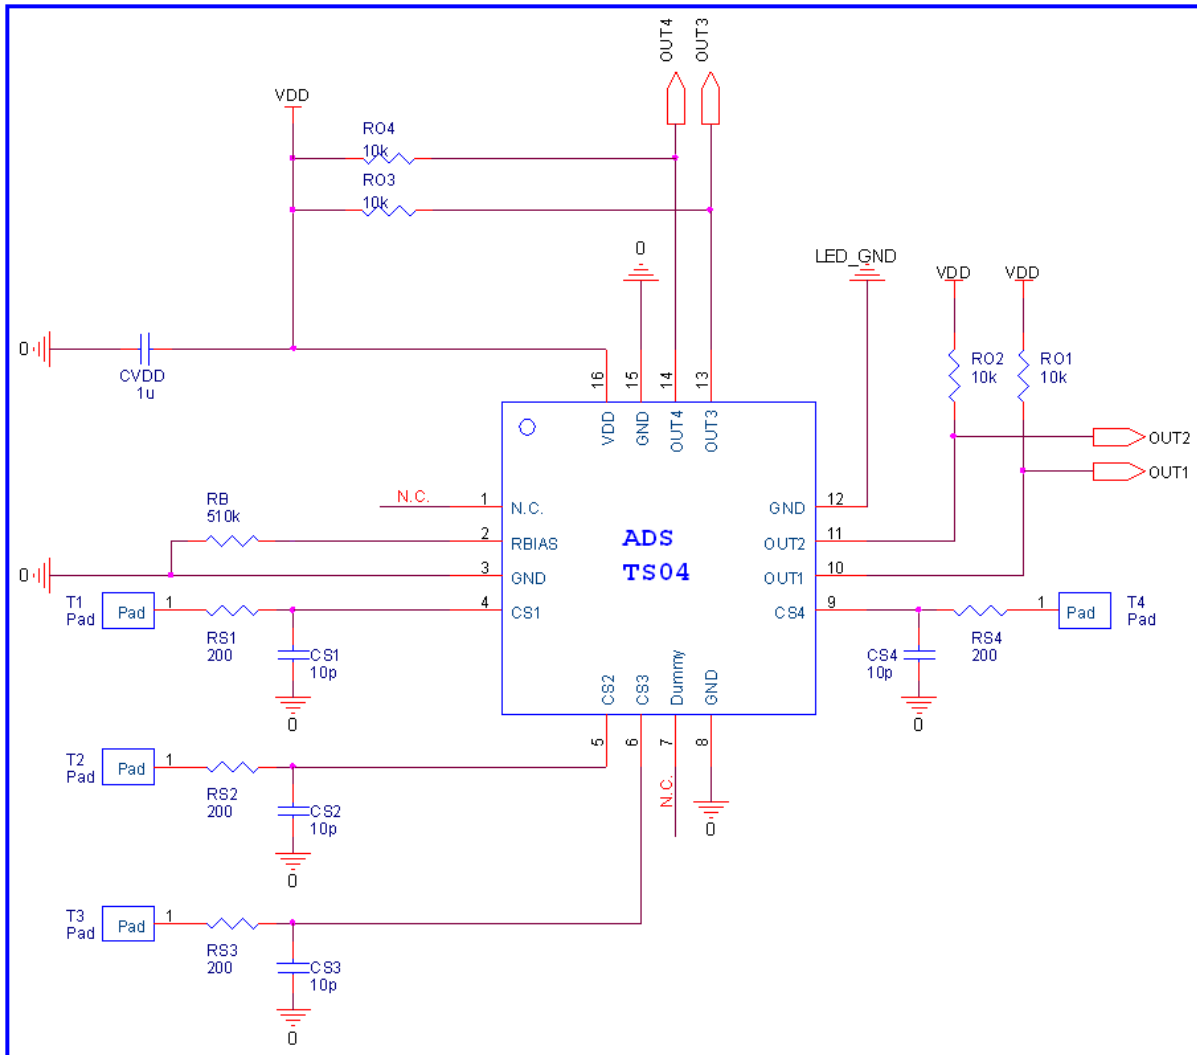 OUT4
OUT3
VDD
RO4
10k
RO3
10k
0
LED_GND
VDD
VDD
0
CVDD
1u
RO2
10k
RO1
10k
16
15
14
13
VDD
GND
OUT4
OUT3
OUT2
OUT1
RB
510k
N.C.
1
N.C.
GND
12
2
RBIAS
ADS
TS04
OUT2
11
0
3
GND
OUT1
10
T1
Pad
Pad
1
RS1
200
4
CS1
CS4
9
1
Pad
T4
Pad
RS4
200
CS1
10p
0
CS4
10p
0
CS2
CS3
Dummy
GND
5
6
7
8
N.C.
0
T2
Pad
Pad
1
RS2
200
CS2
10p
0
T3
Pad
Pad
1
RS3
200
CS3
10p
0